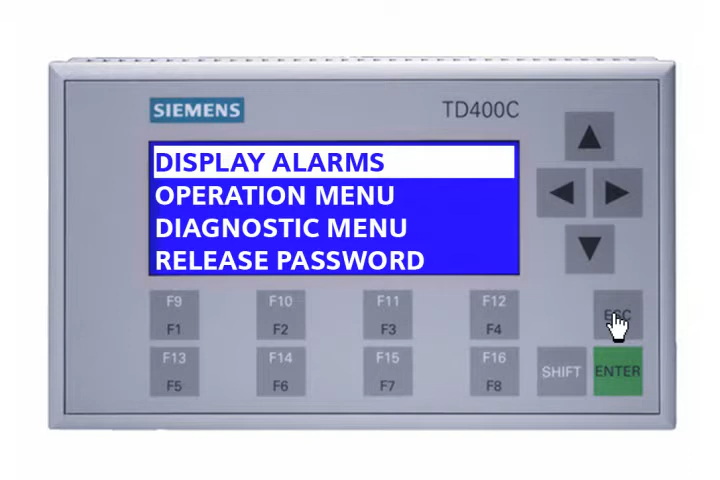 SIEMENS TD400C
DISPLAY ALARMS
OPERATION MENU
DIAGNOSTIC MENU
RELEASE PASSWORD
F9 F10 F11 F12
F1 F2 F3 F4
ESC
F13 F14 F15 F16
F5 F6 F7 F8
SHIFT ENTER